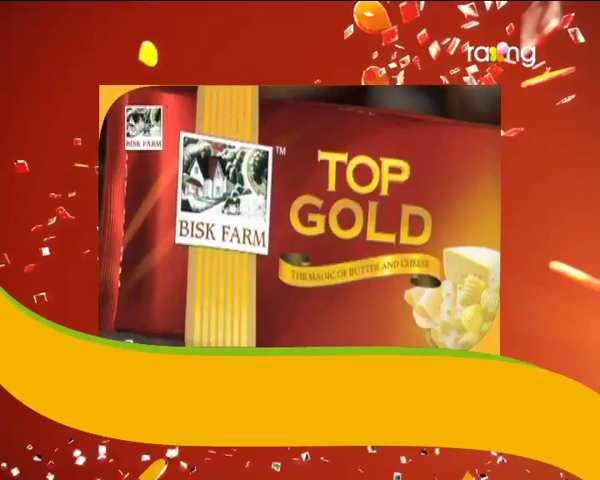 rang
BISK FARM
BISK FARM
TM
TOP
GOLD
THE MAGIC OF BUTTER AND CHEESE